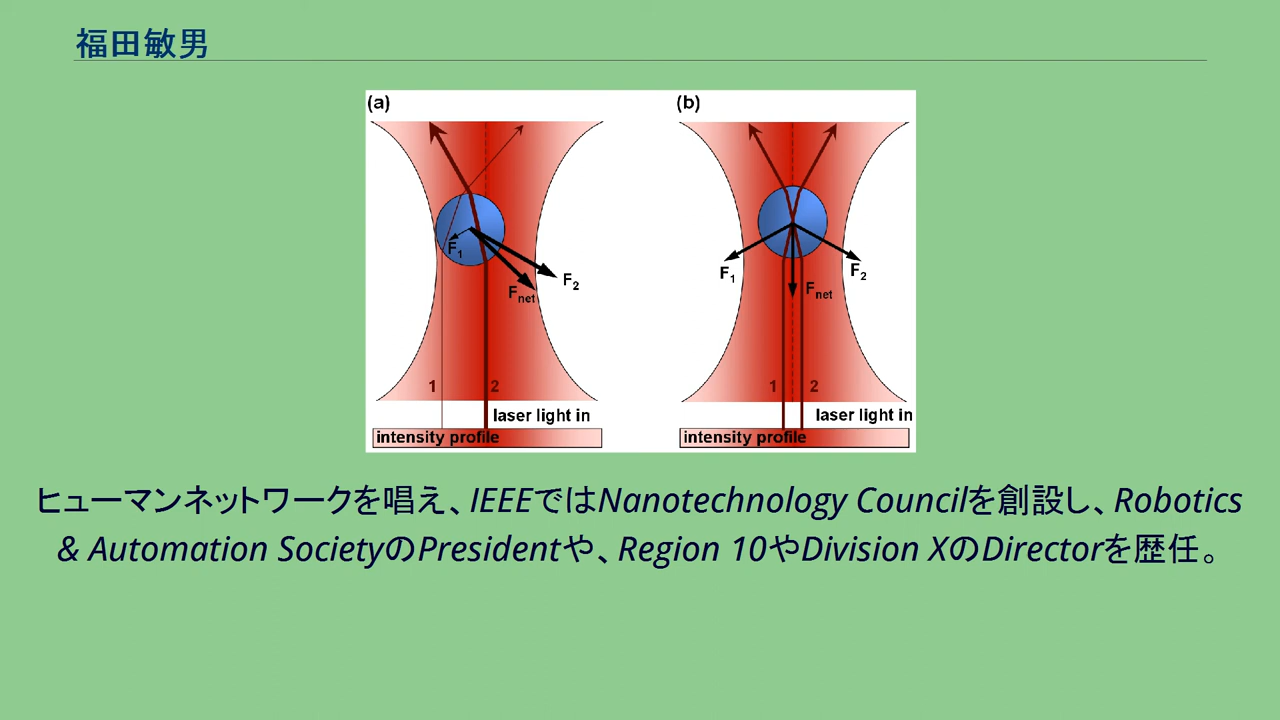 福田敏男
(a)
(b)
F1
F2
Fnet
F1
F2
Fnet
1
2
1
2
laser light in
laser light in
intensity profile
intensity profile
ヒューマンネットワークを唱え、IEEEではNanotechnology Councilを創設し、Robotics
& Automation SocietyのPresidentや、Region 10やDivision XのDirectorを歴任。